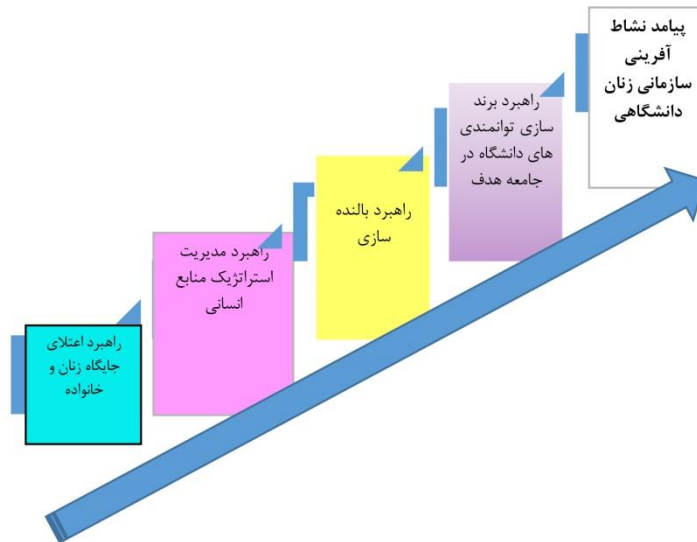 پیامد نشاط
آفرینی
سازمانی زنان
دانشگاهی
راهبرد برند
سازی توانمندی
های دانشگاه در
جامعه هدف
راهبرد بالنده
سازی
راهبرد مدیریت
استراتژیک منابع
انسانی
راهبرد اعتلای
جایگاه زنان و
خانواده